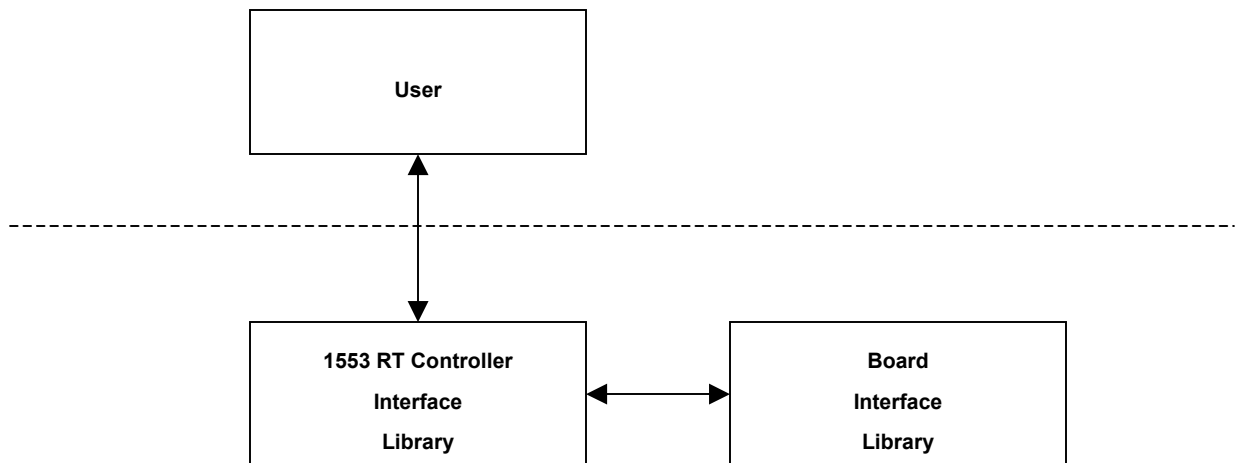 User
1553 RT Controller
Interface
Library
Board
Interface
Library